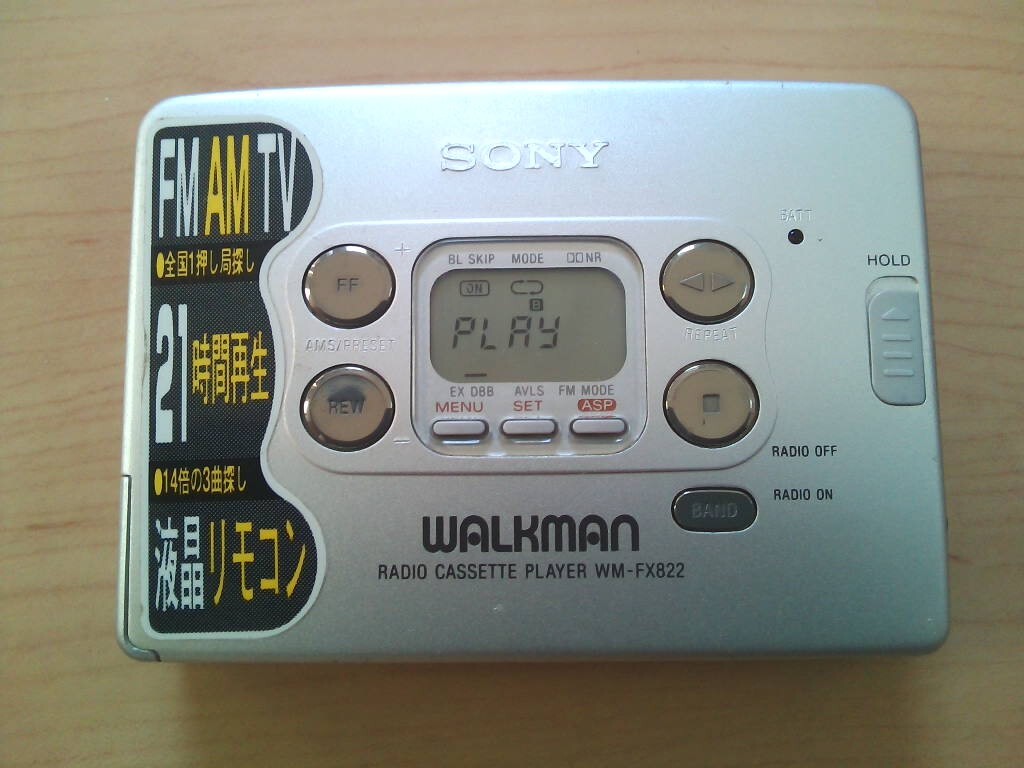 SONY
FM AM TV
●全国1押し局探し
21時間再生
●14倍の3曲探し
液晶リモコン
FF
+
AMS/PRESET
REW
−
BL SKIP MODE NR
ON
B
PLAY
EX DBB AVLS FM MODE
MENU SET ASP
REPEAT
BATT
HOLD
RADIO OFF
RADIO ON
BAND
WALKMAN
RADIO CASSETTE PLAYER WM-FX822